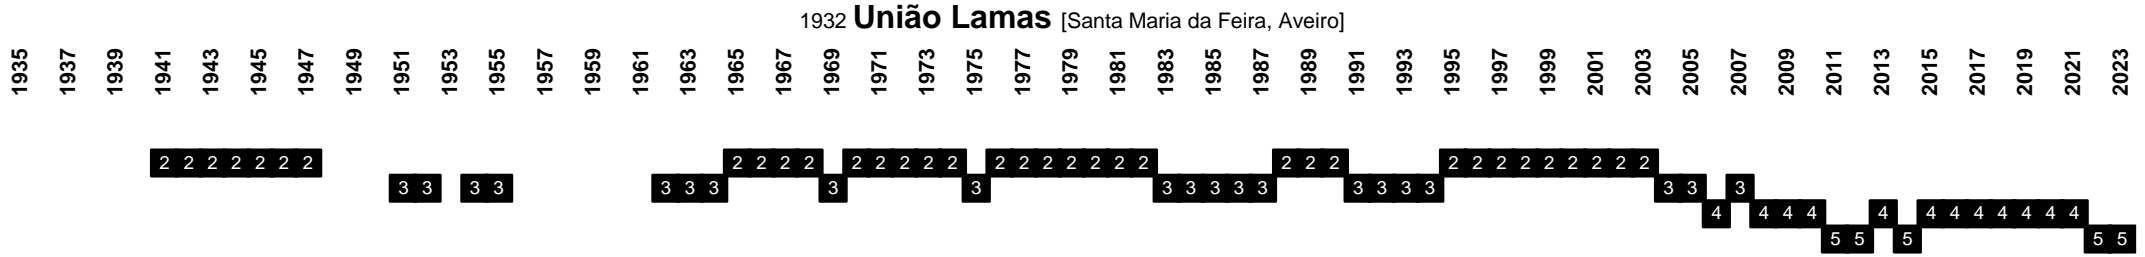 1932 União Lamas [Santa Maria da Feira, Aveiro]
1935 1937 1939 1941 1943 1945 1947 1949 1951 1953 1955 1957 1959 1961 1963 1965 1967 1969 1971 1973 1975 1977 1979 1981 1983 1985 1987 1989 1991 1993 1995 1997 1999 2001 2003 2005 2007 2009 2011 2013 2015 2017 2019 2021 2023
2 2 2 2 2 2 2 2 2 2 2 2 2 2 2 2 2 2 2 2 2 2 2 2 2 2 2 2 2 2 2 2 2 2 2
3 3 3 3 3 3 3 3 3 3 3 3 3 3 3 3 3 3 3 3 3
4 4 4 4 4 4 4 4 4 4 4 4
5 5 5 5 5